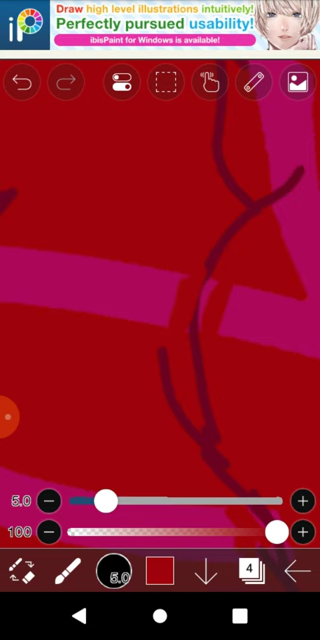 iP
Draw high level illustrations intuitively!
Perfectly pursued usability!
ibisPaint for Windows is available!
5.0
100
5.0
4